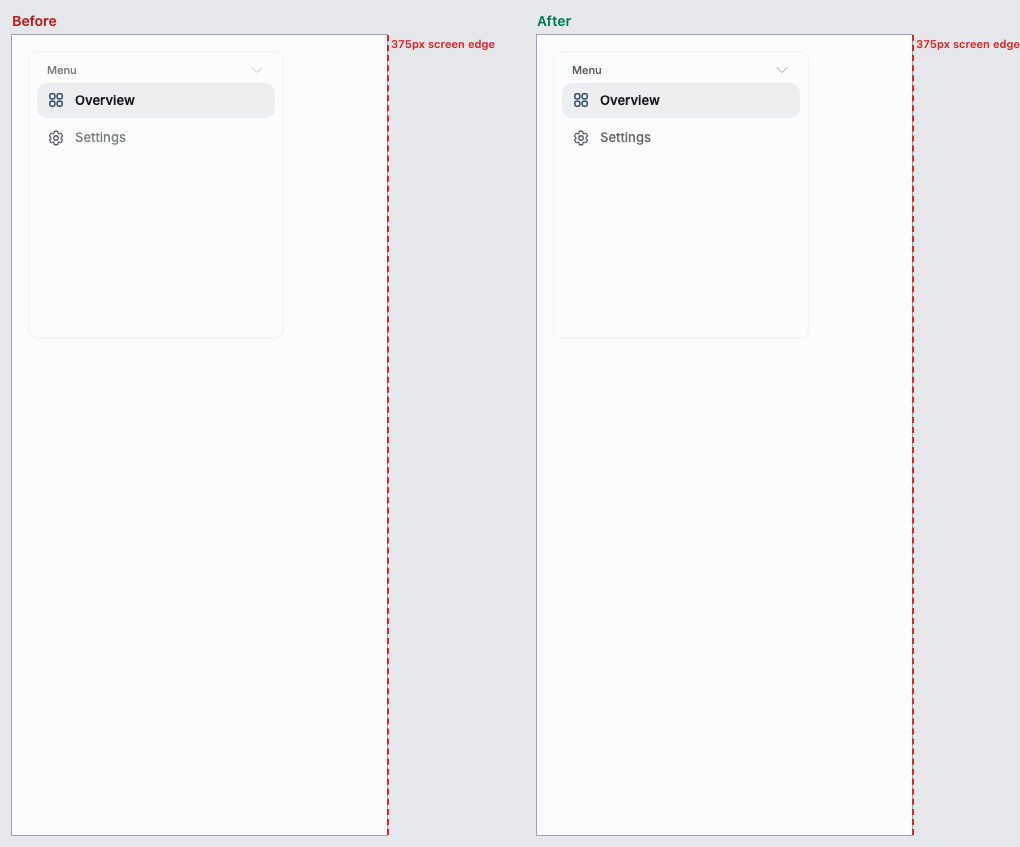 Before
375px screen edge
Menu
Overview
Settings
After
375px screen edge
Menu
Overview
Settings